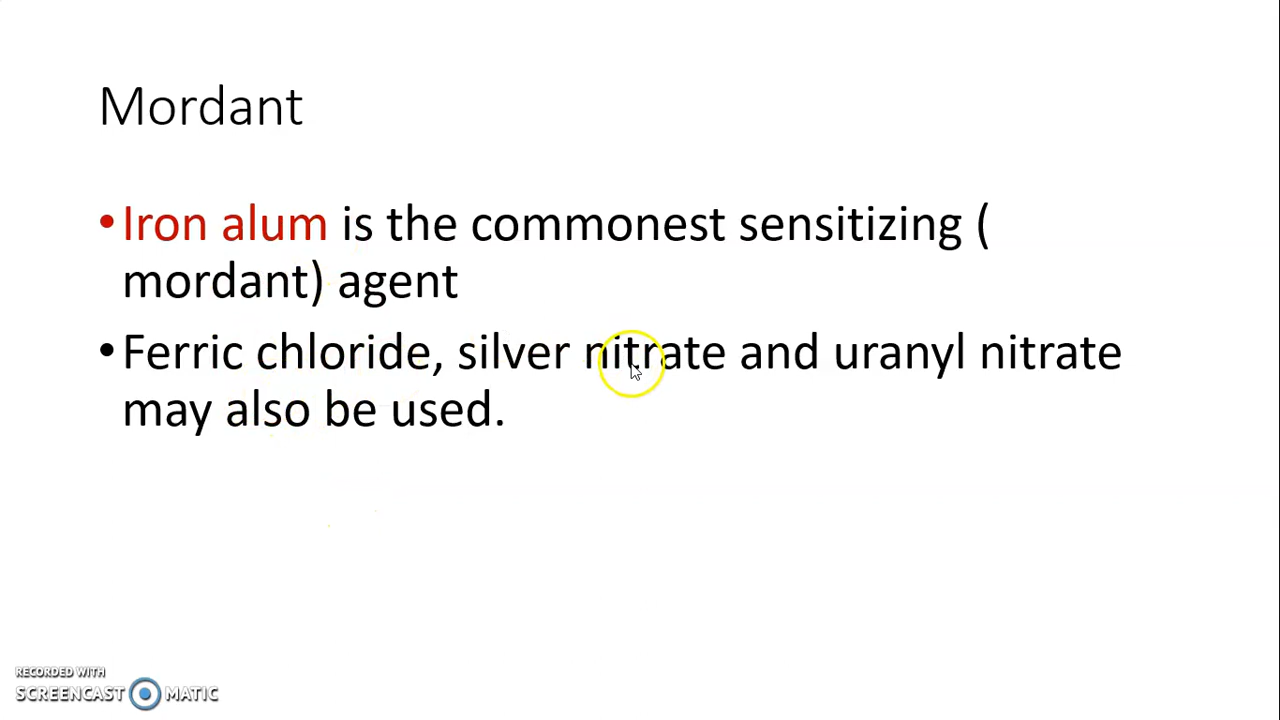 Mordant
•Iron alum is the commonest sensitizing (
mordant) agent
•Ferric chloride, silver nitrate and uranyl nitrate
may also be used.
RECORDED WITH
SCREENCAST MATIC